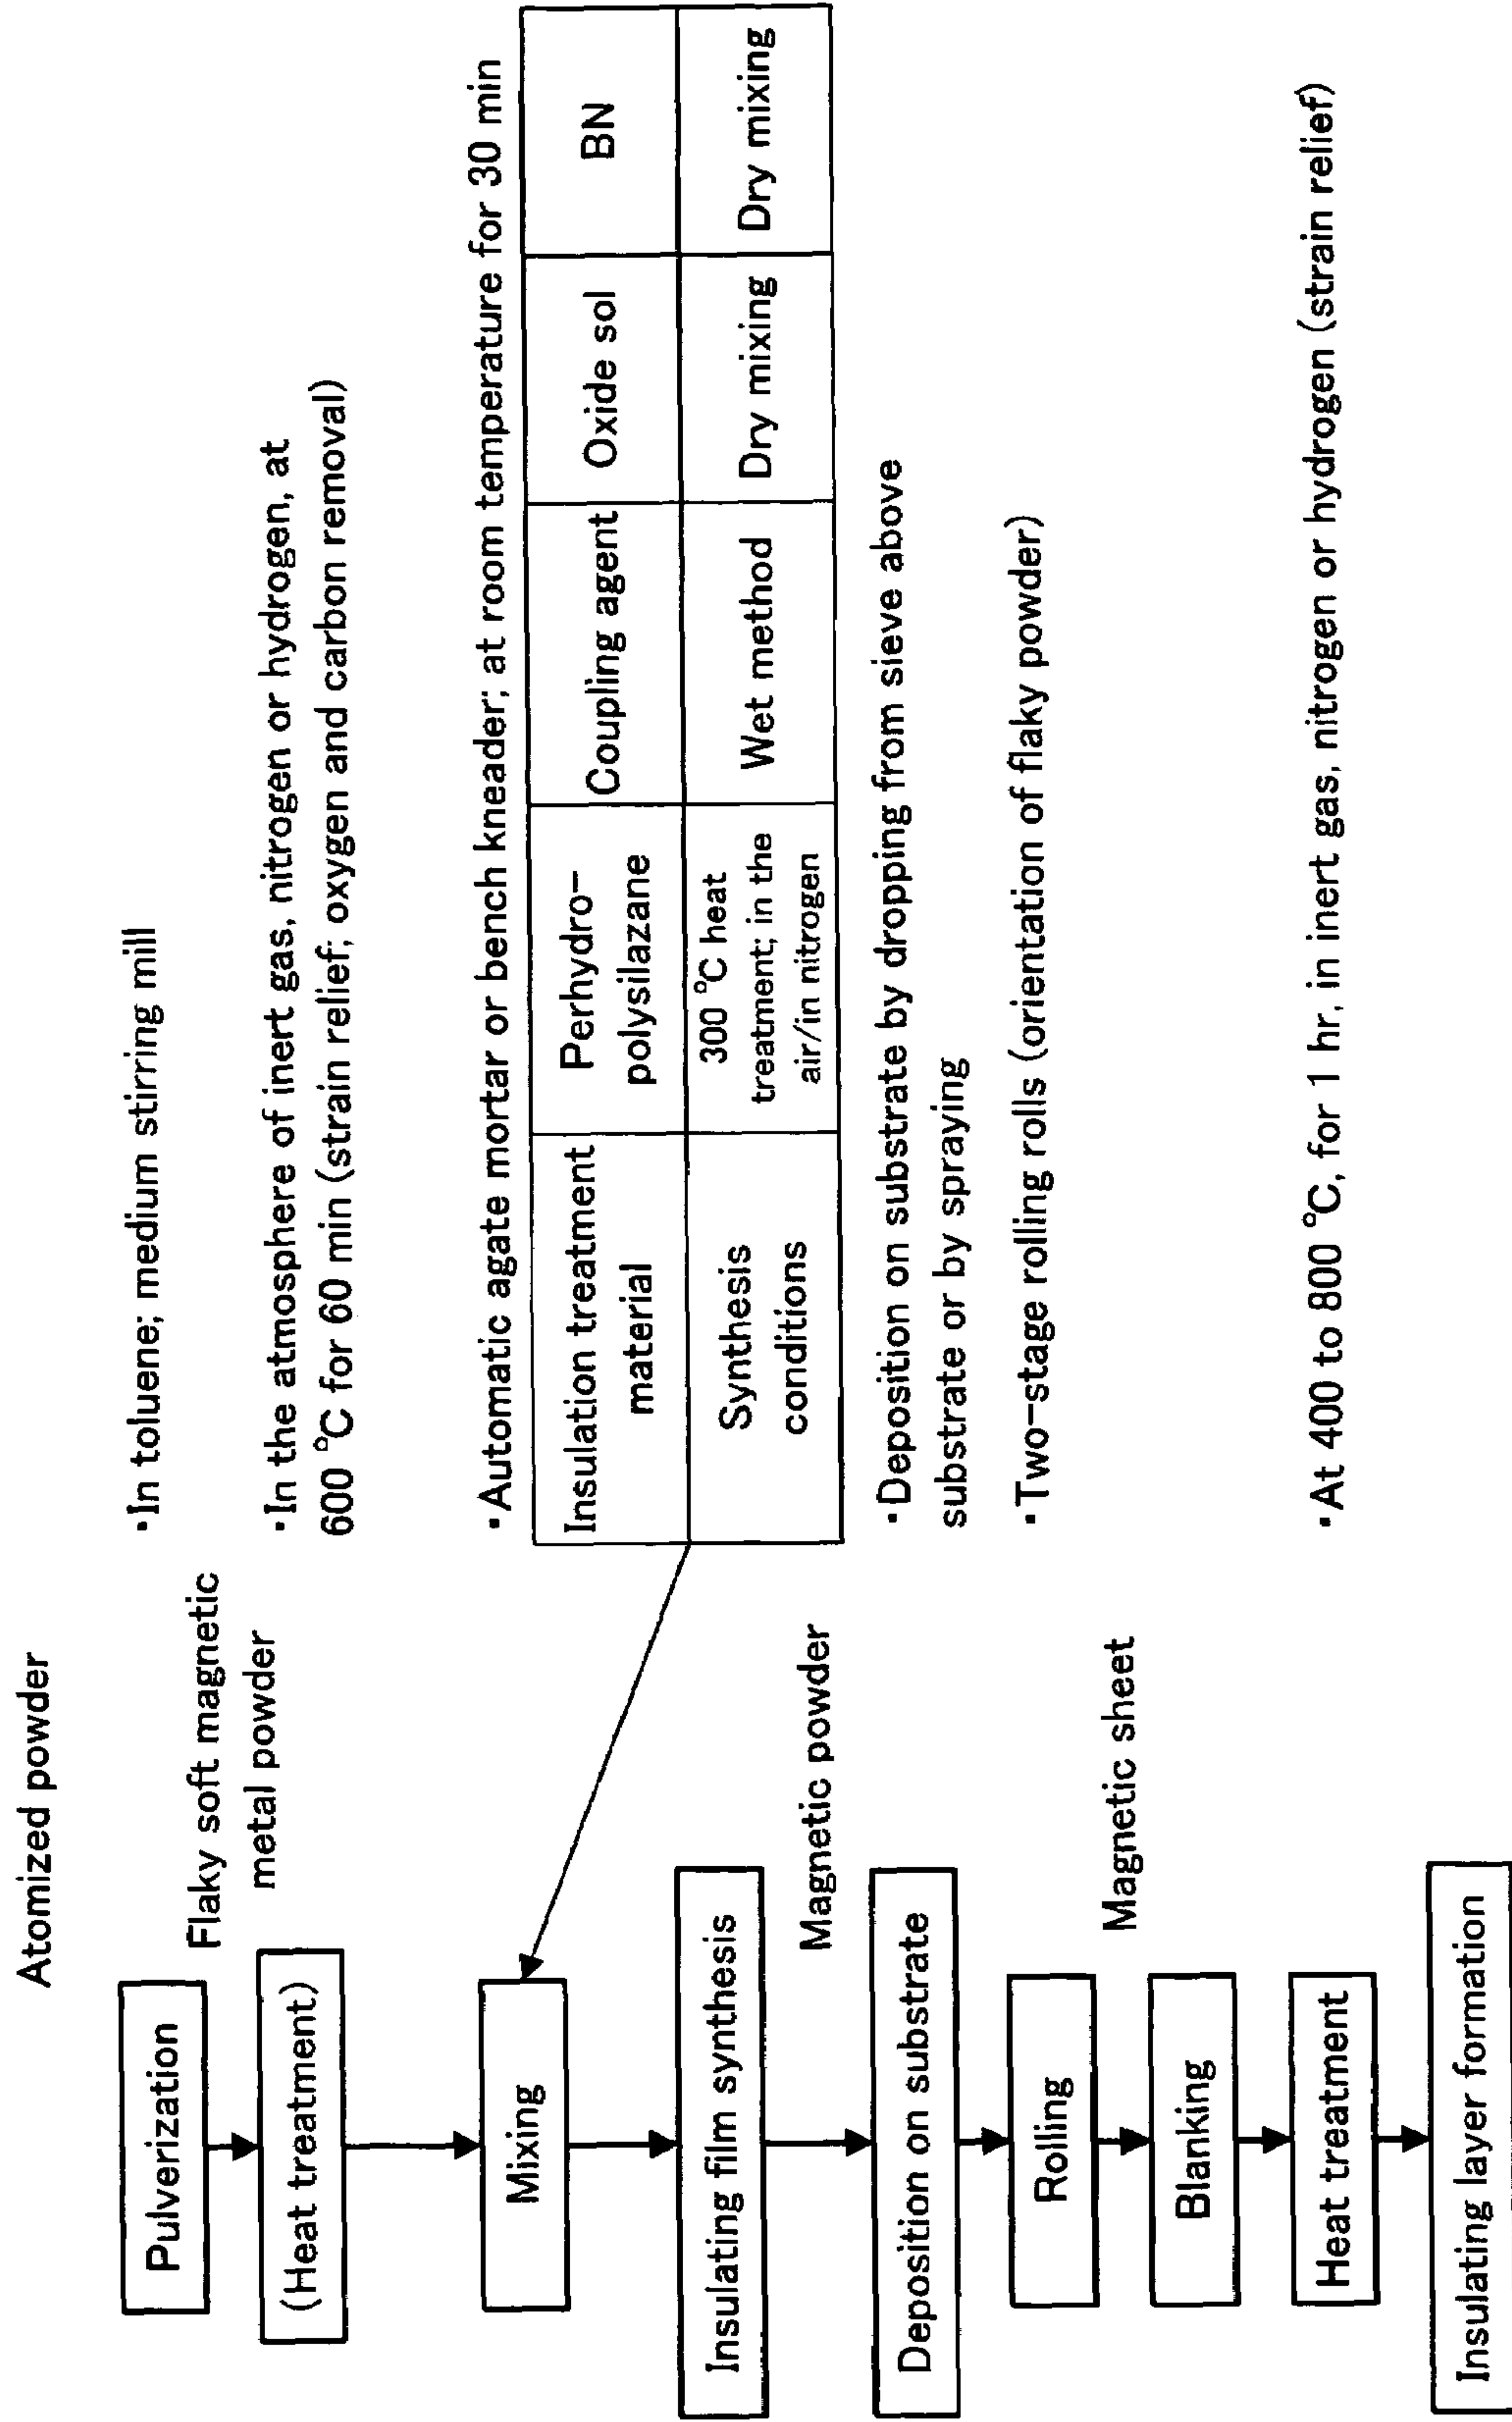 Atomized powder
Pulverization
·In toluene; medium stirring mill
Flaky soft magnetic
metal powder
(Heat treatment)
·In the atmosphere of inert gas, nitrogen or hydrogen, at
600 °C for 60 min (strain relief; oxygen and carbon removal)
Mixing
·Automatic agate mortar or bench kneader; at room temperature for 30 min
Insulation treatment
material
Perhydro-
polysilazane
Coupling agent
Oxide sol
BN
Synthesis
conditions
300 °C heat
treatment; in the
air/in nitrogen
Wet method
Dry mixing
Dry mixing
Insulating film synthesis
Magnetic powder
Deposition on substrate
·Deposition on substrate by dropping from sieve above
substrate or by spraying
Rolling
·Two-stage rolling rolls (orientation of flaky powder)
Magnetic sheet
Blanking
Heat treatment
·At 400 to 800 °C, for 1 hr, in inert gas, nitrogen or hydrogen (strain relief)
Insulating layer formation